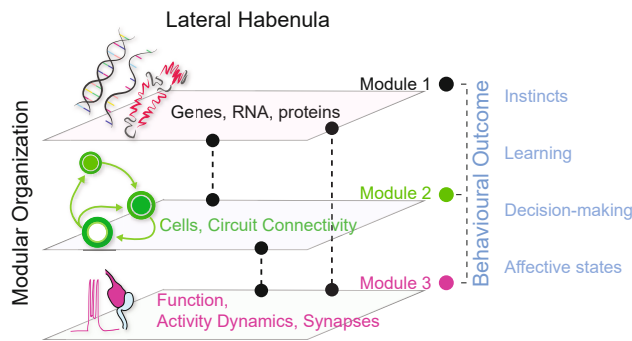 Lateral Habenula
Modular Organization
Module 1
Genes, RNA, proteins
Module 2
Cells, Circuit Connectivity
Module 3
Function,
Activity Dynamics, Synapses
Behavioural Outcome
Instincts
Learning
Decision-making
Affective states